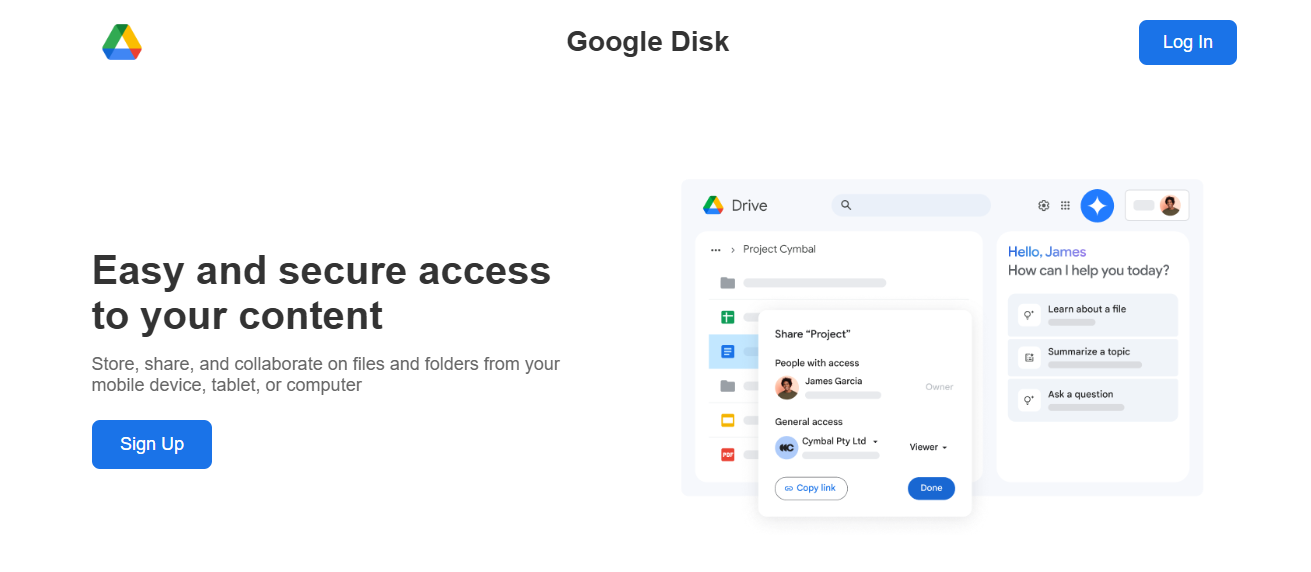 Google Disk
Log In
Easy and secure access
to your content
Store, share, and collaborate on files and folders from your
mobile device, tablet, or computer
Sign Up
Drive
Project Cymbal
Share “Project”
People with access
James Garcia
Owner
General access
Cymbal Pty Ltd
Viewer
Copy link
Done
PDF
Hello, James
How can I help you today?
Learn about a file
Summarize a topic
Ask a question